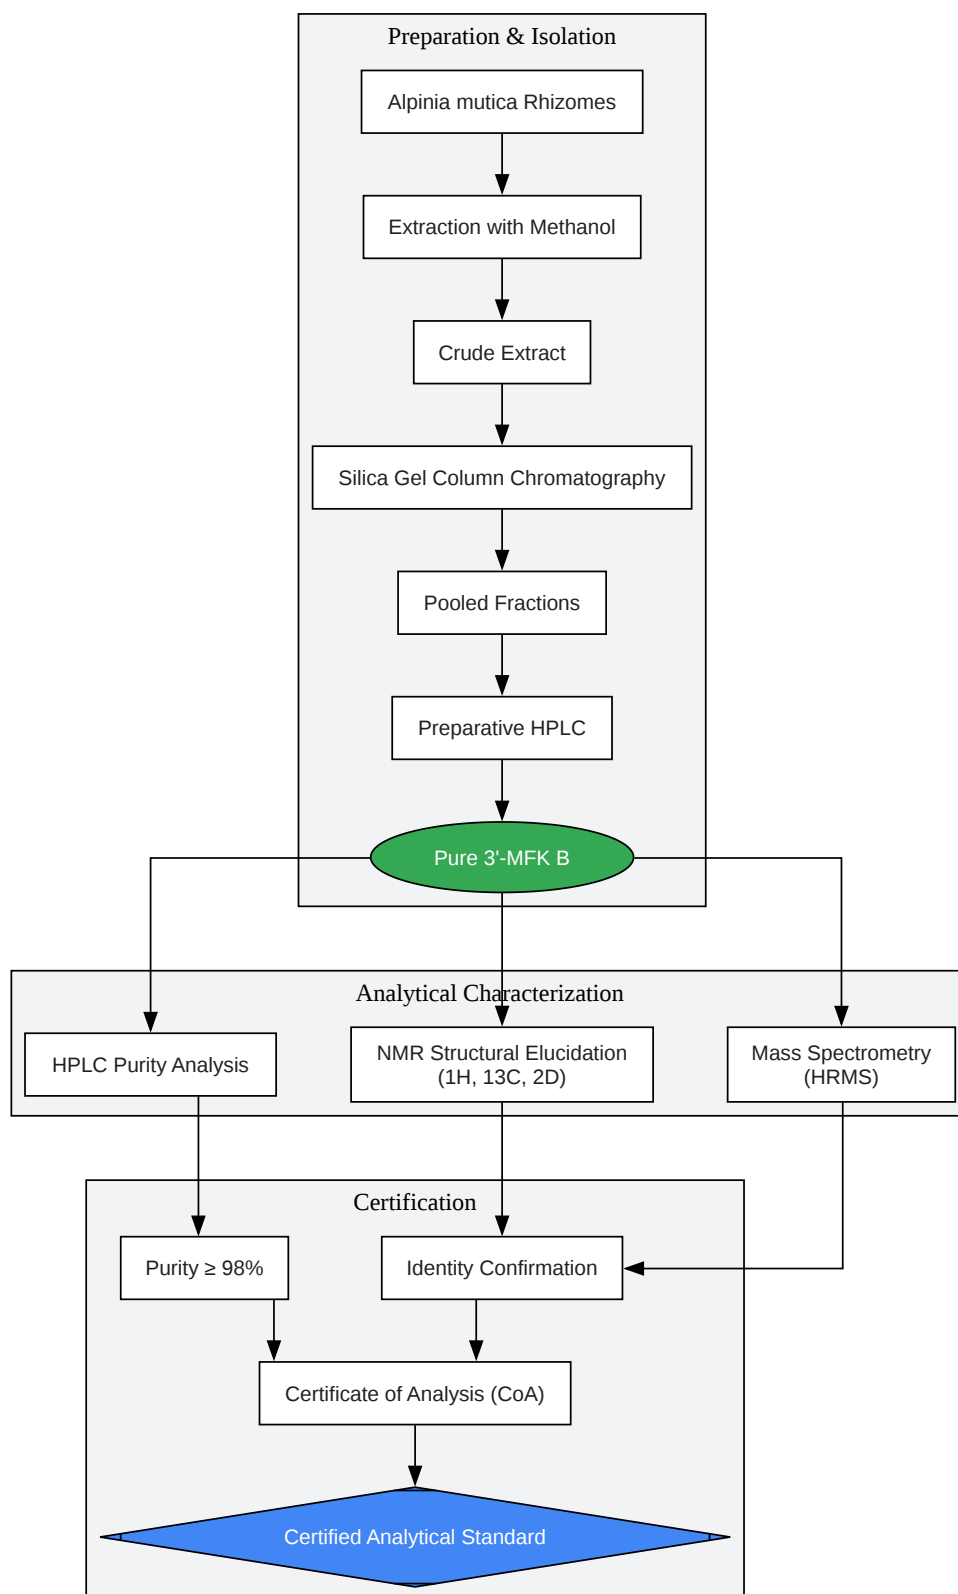 Preparation & Isolation
Alpinia mutica Rhizomes
Extraction with Methanol
Crude Extract
Silica Gel Column Chromatography
Pooled Fractions
Preparative HPLC
Pure 3'-MFK B
Analytical Characterization
HPLC Purity Analysis
NMR Structural Elucidation
(1H, 13C, 2D)
Mass Spectrometry
(HRMS)
Certification
Purity ≥ 98%
Identity Confirmation
Certificate of Analysis (CoA)
Certified Analytical Standard